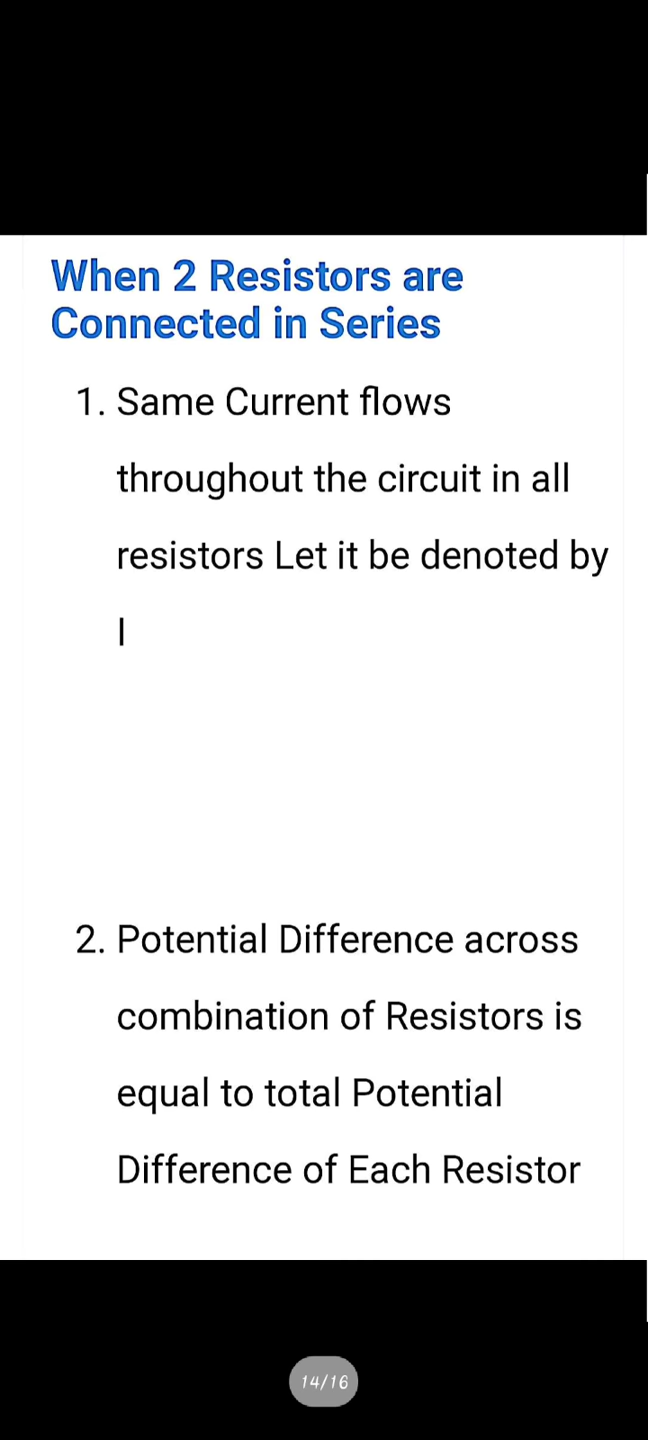 When 2 Resistors are
Connected in Series
1. Same Current flows
throughout the circuit in all
resistors Let it be denoted by
I
2. Potential Difference across
combination of Resistors is
equal to total Potential
Difference of Each Resistor
14/16